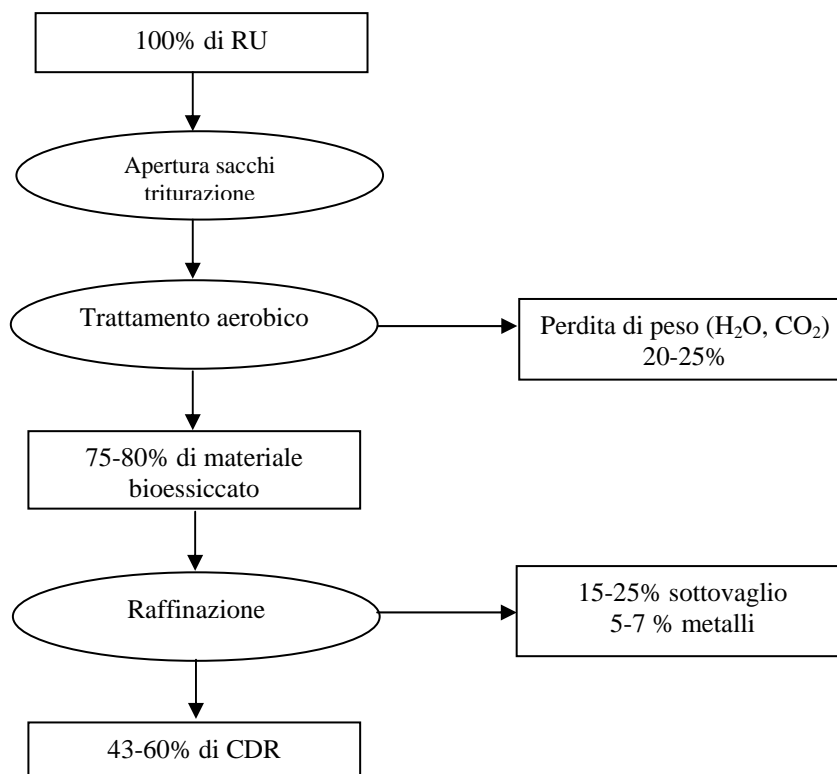 100% di RU
Apertura sacchi
triturazione
Trattamento aerobico
Perdita di peso (H₂O, CO₂)
20-25%
75-80% di materiale
bioessiccato
Raffinazione
15-25% sottovaglio
5-7 % metalli
43-60% di CDR